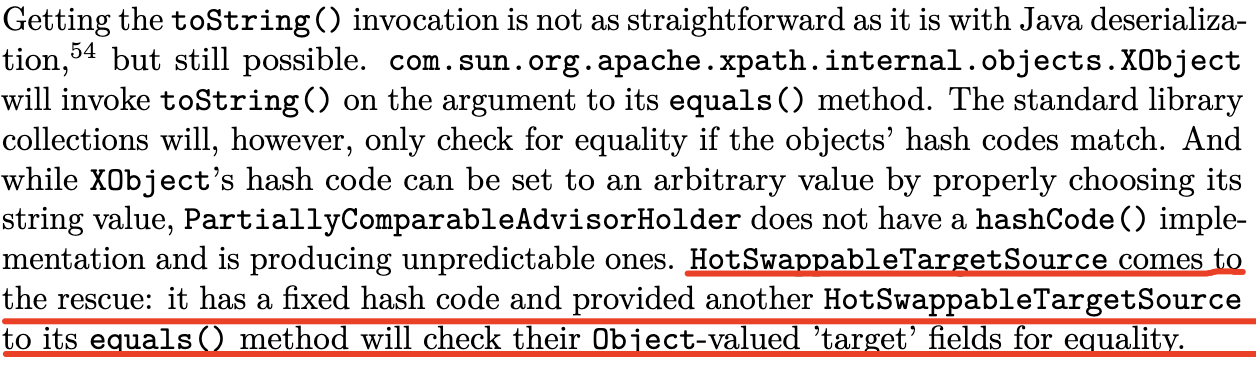 Getting the toString() invocation is not as straightforward as it is with Java deserializa-
tion,54 but still possible. com.sun.org.apache.xpath.internal.objects.XObject
will invoke toString() on the argument to its equals() method. The standard library
collections will, however, only check for equality if the objects' hash codes match. And
while XObject's hash code can be set to an arbitrary value by properly choosing its
string value, PartiallyComparableAdvisorHolder does not have a hashCode() imple-
mentation and is producing unpredictable ones. HotSwappableTargetSource comes to
the rescue: it has a fixed hash code and provided another HotSwappableTargetSource
to its equals() method will check their Object-valued 'target' fields for equality.